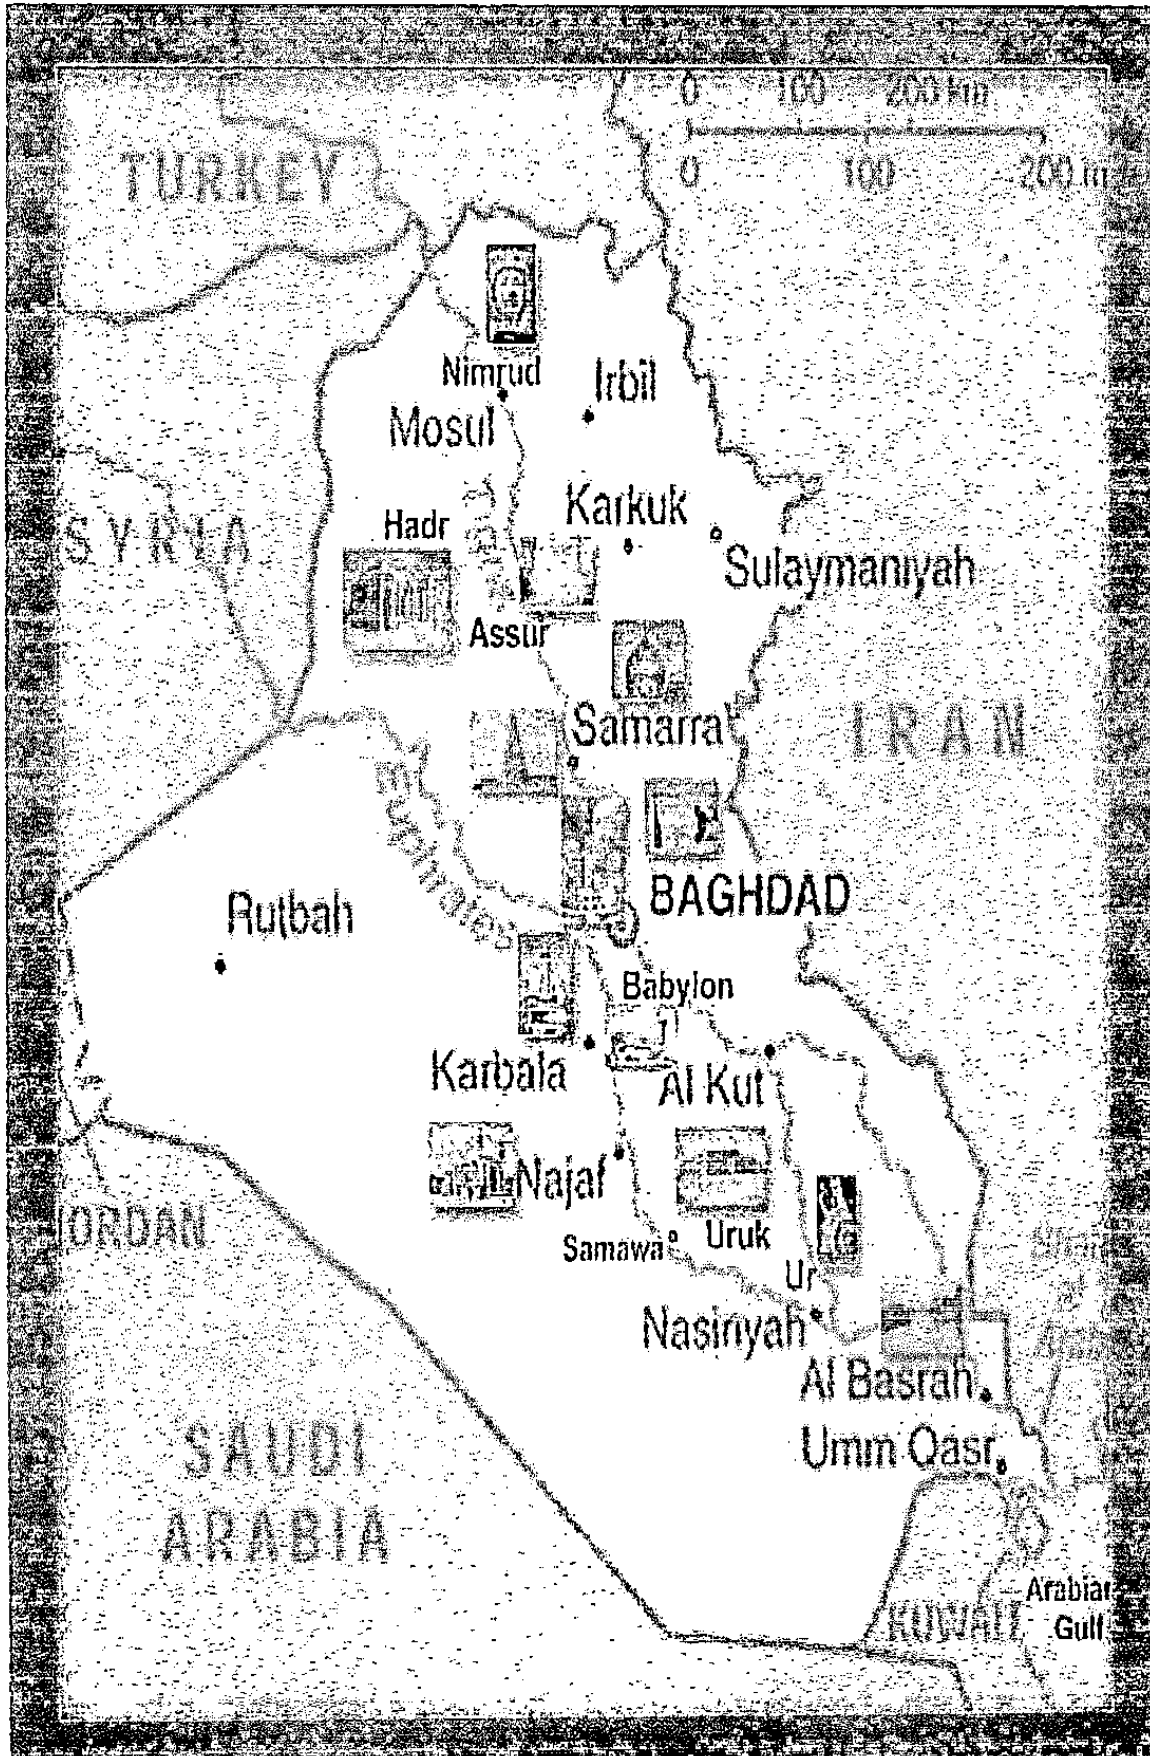 0 100 200 km
0 100 200 m
TURKEY
Nimrud
Irbil
Mosul
Karkuk
Hadr
SYRIA
Sulaymaniyah
Assur
Samarra
IRAN
Euphrates
BAGHDAD
Rutbah
Babylon
Karbala
Al Kut
Najaf
JORDAN
Samawa
Uruk
Ur
Nasiriyah
Al Basrah
SAUDI
ARABIA
Umm Qasr
KUWAIT
Arabian
Gulf